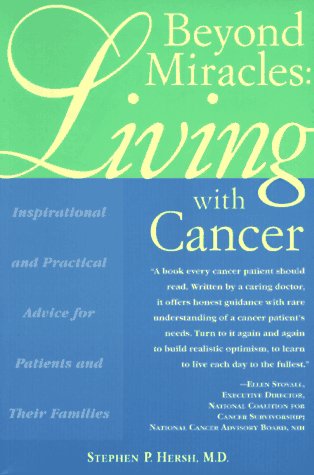 Beyond
Miracles:
Living
with
Cancer
Inspirational
and Practical
Advice for
Patients and
Their Families
"A book every cancer patient should
read. Written by a caring doctor,
it offers honest guidance with rare
understanding of a cancer patient's
needs. Turn to it again and again
to build realistic optimism, to learn
to live each day to the fullest."
—Ellen Stovall,
Executive Director,
National Coalition for
Cancer Survivorship;
National Cancer Advisory Board, NIH
Stephen P. Hersh, M.D.